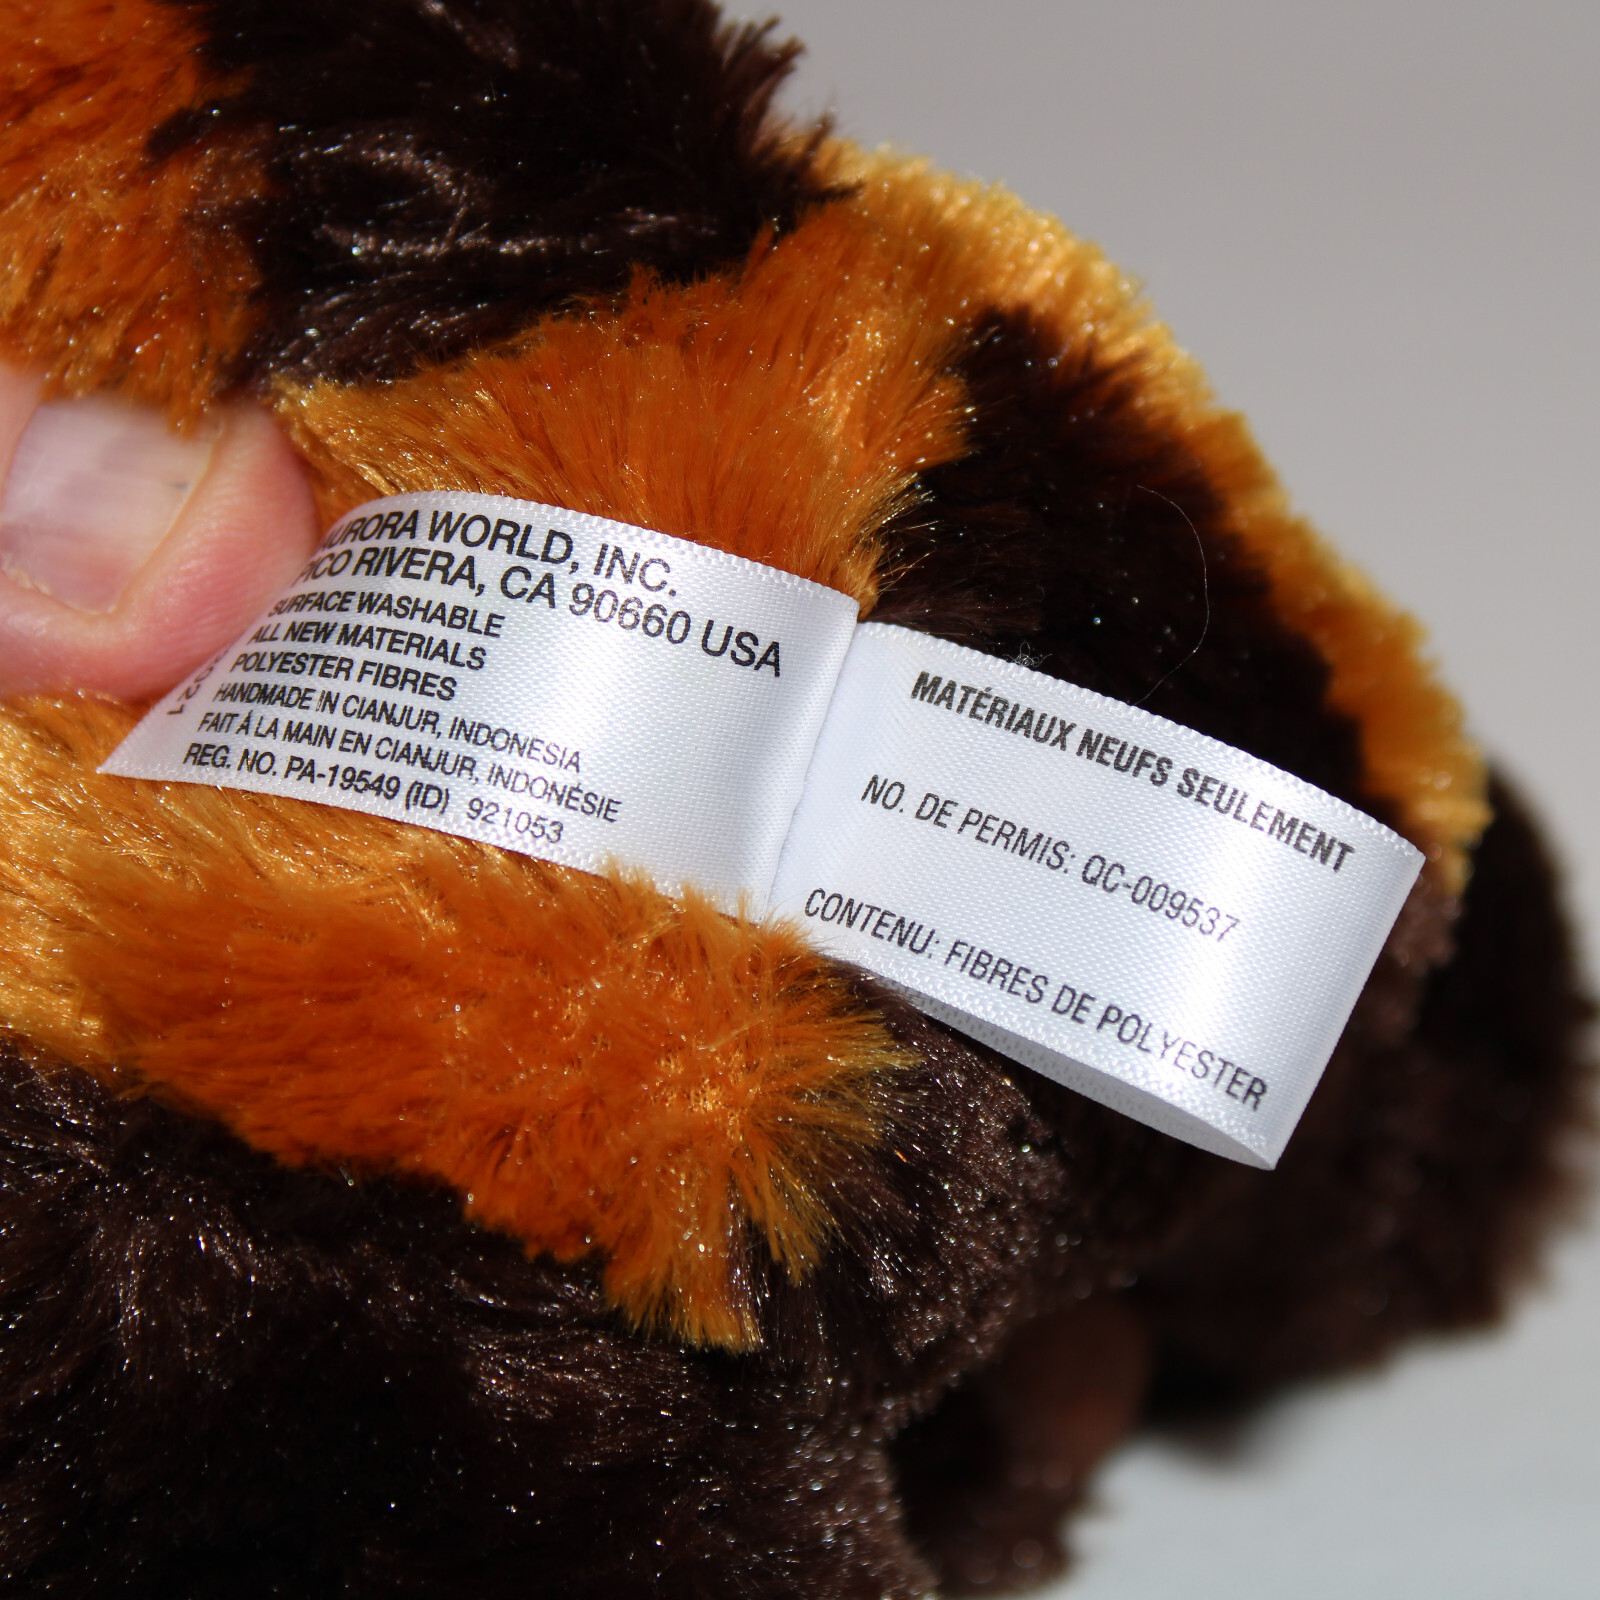 AURORA WORLD, INC.
PICO RIVERA, CA 90660 USA
SURFACE WASHABLE
ALL NEW MATERIALS
POLYESTER FIBRES
HANDMADE IN CIANJUR, INDONESIA
FAIT À LA MAIN EN CIANJUR, INDONÉSIE
REG. NO. PA-19549 (ID) 921053
MATÉRIAUX NEUFS SEULEMENT
NO. DE PERMIS: QC-009537
CONTENU: FIBRES DE POLYESTER